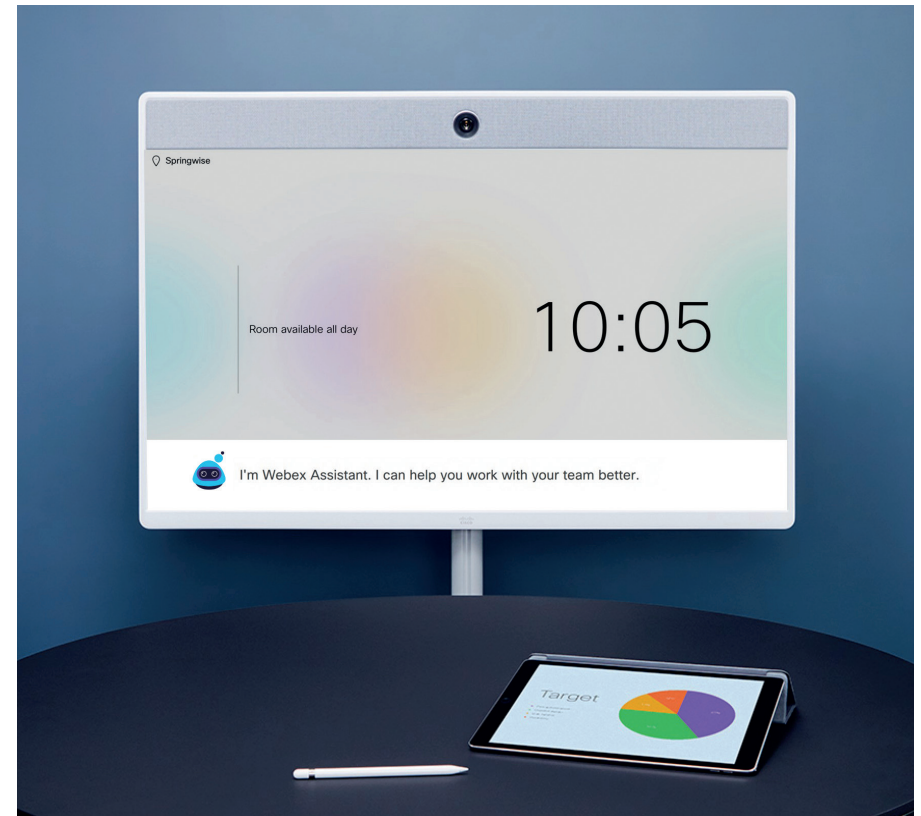 Springwise
Room available all day
10:05
I'm Webex Assistant. I can help you work with your team better.
Target